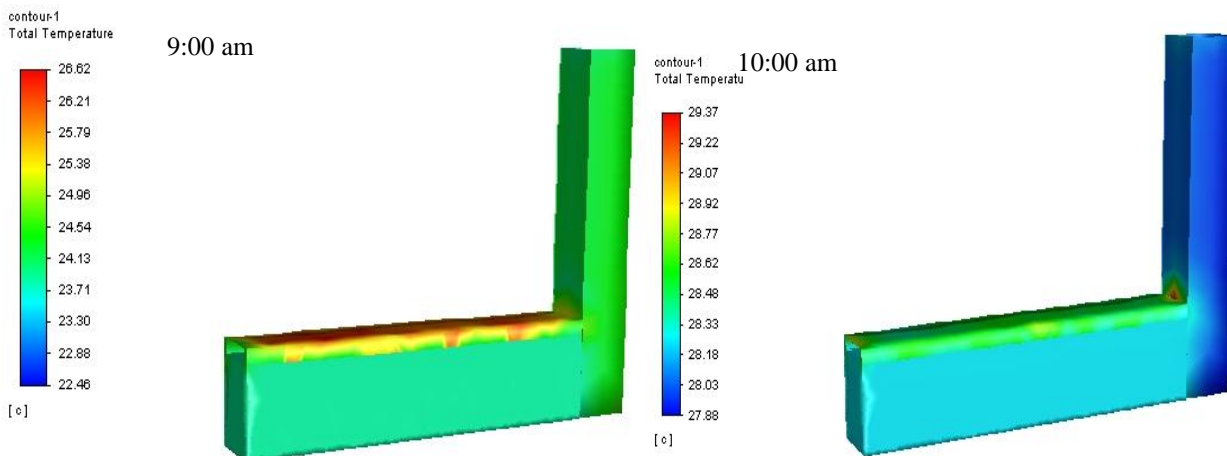 contour-1
Total Temperature
9:00 am
26.62
26.21
25.79
25.38
24.96
24.54
24.13
23.71
23.30
22.88
22.46
[ c ]
contour-1
Total Temperatu
10:00 am
29.37
29.22
29.07
28.92
28.77
28.62
28.48
28.33
28.18
28.03
27.88
[ c ]